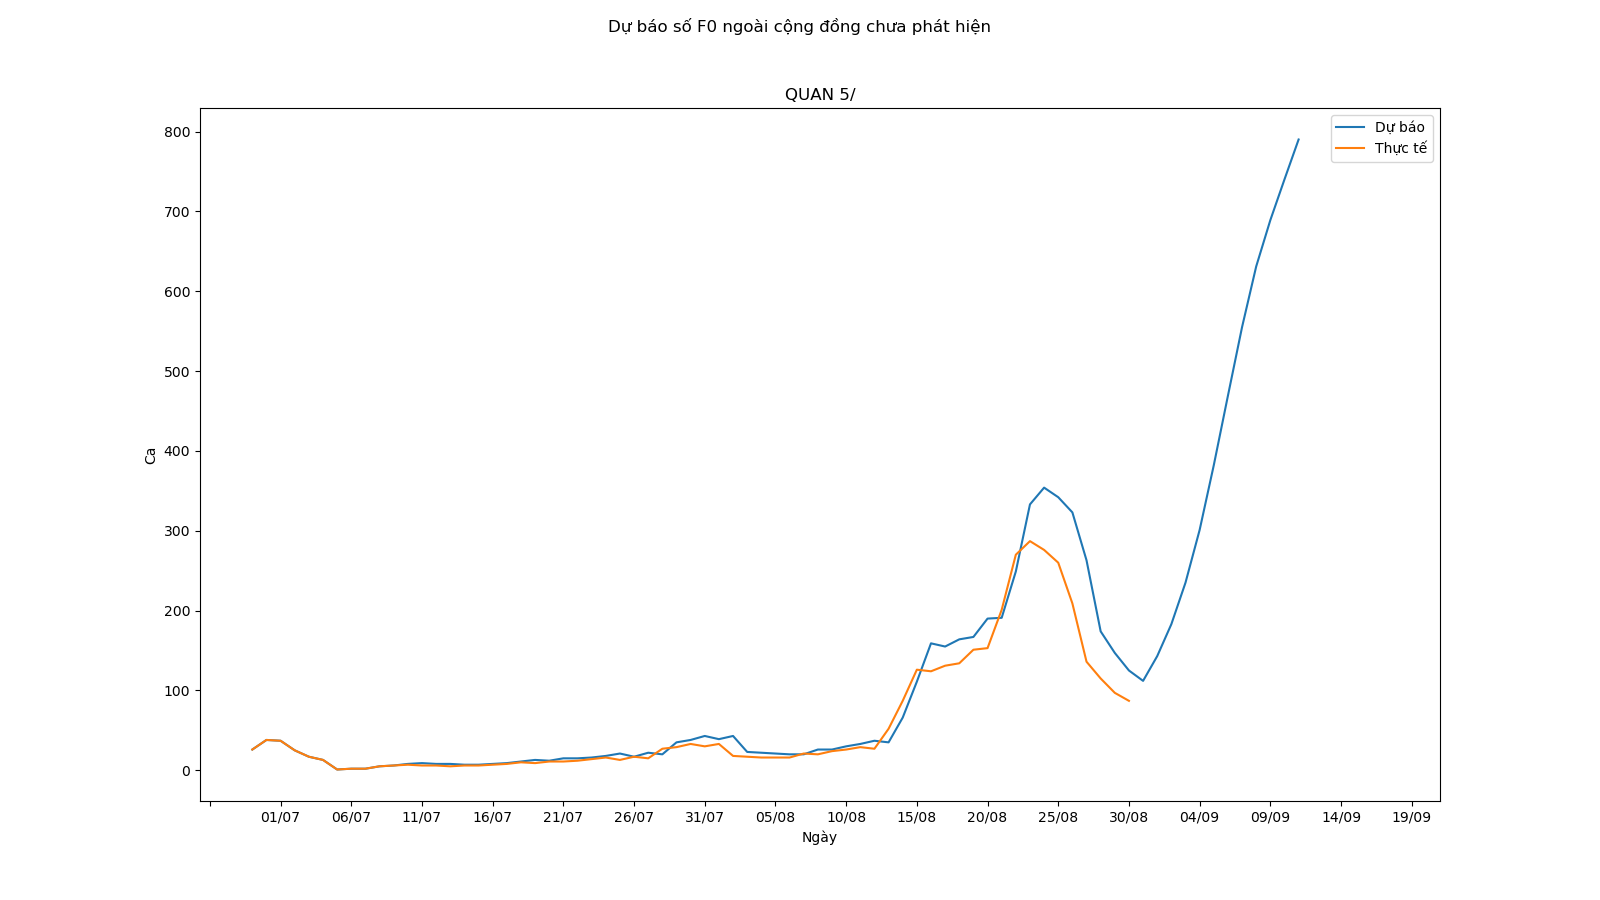 Dự báo số F0 ngoài cộng đồng chưa phát hiện
QUAN 5/
Dự báo
Thực tế
800
700
600
500
400
300
200
100
0
Ca
01/07 06/07 11/07 16/07 21/07 26/07 31/07 05/08 10/08 15/08 20/08 25/08 30/08 04/09 09/09 14/09 19/09
Ngày